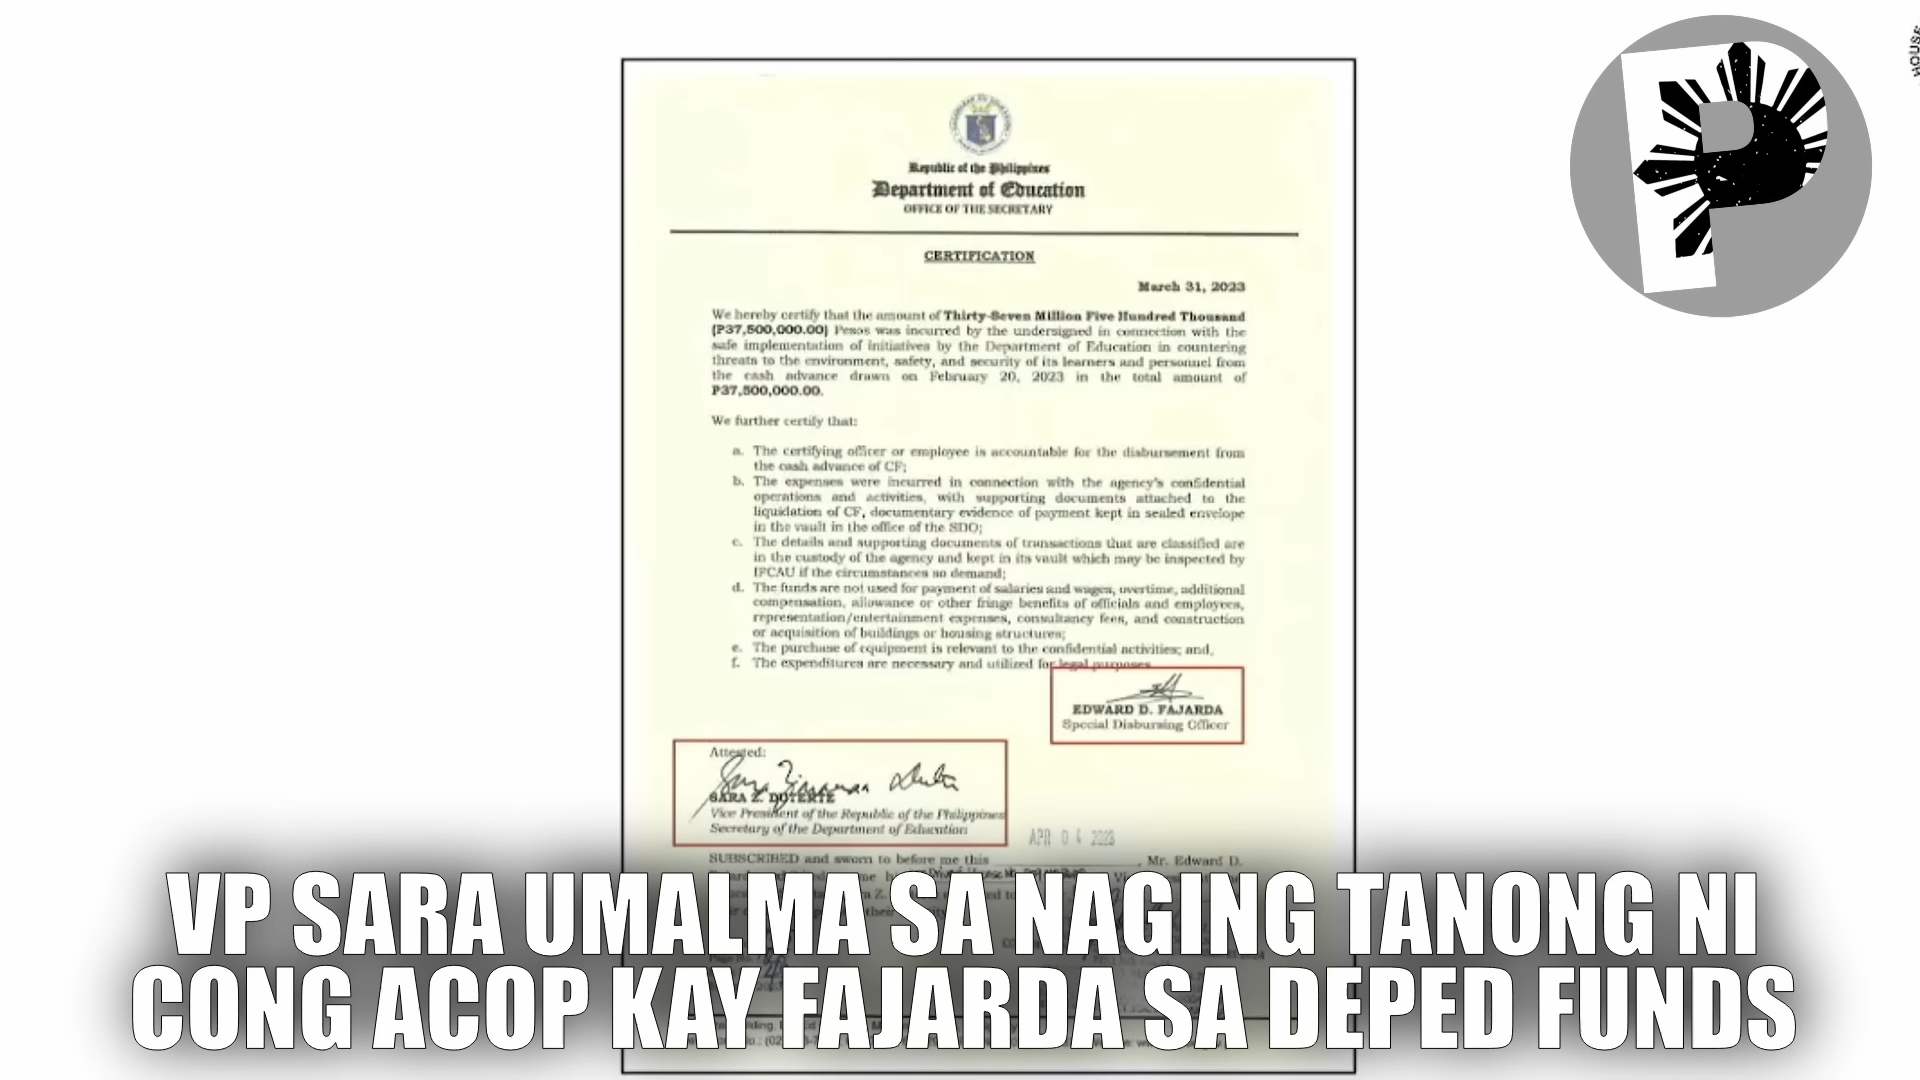 HOUSE
P
Republic of the Philippines
Department of Education
OFFICE OF THE SECRETARY
CERTIFICATION
March 31, 2023
We hereby certify that the amount of Thirty-Seven Million Five Hundred Thousand
(P37,500,000.00) Pesos was incurred by the undersigned in connection with the
safe implementation of initiatives by the Department of Education in countering
threats to the environment, safety, and security of its learners and personnel from
the cash advance drawn on February 20, 2023 in the total amount of
P37,500,000.00.
We further certify that:
a. The certifying officer or employee is accountable for the disbursement from
the cash advance of CF;
b. The expenses were incurred in connection with the agency's confidential
operations and activities, with supporting documents attached to the
liquidation of CF, documentary evidence of payment kept in sealed envelope
in the vault in the office of the SDO;
c. The details and supporting documents of transactions that are classified are
in the custody of the agency and kept in its vault which may be inspected by
IFCAU if the circumstances so demand;
d. The funds are not used for payment of salaries and wages, overtime, additional
compensation, allowance or other fringe benefits of officials and employees,
representation/entertainment expenses, consultancy fees, and construction
or acquisition of buildings or housing structures;
e. The purchase of equipment is relevant to the confidential activities; and,
f. The expenditures are necessary and utilized for legal purposes
EDWARD D. FAJARDA
Special Disbursing Officer
Attested:
SARA Z. DUTERTE
Vice President of the Republic of the Philippines
Secretary of the Department of Education
APR 04 2023
SUBSCRIBED and sworn to before me this , Mr. Edward D.
VP SARA UMALMA SA NAGING TANONG NI
CONG ACOP KAY FAJARDA SA DEPED FUNDS